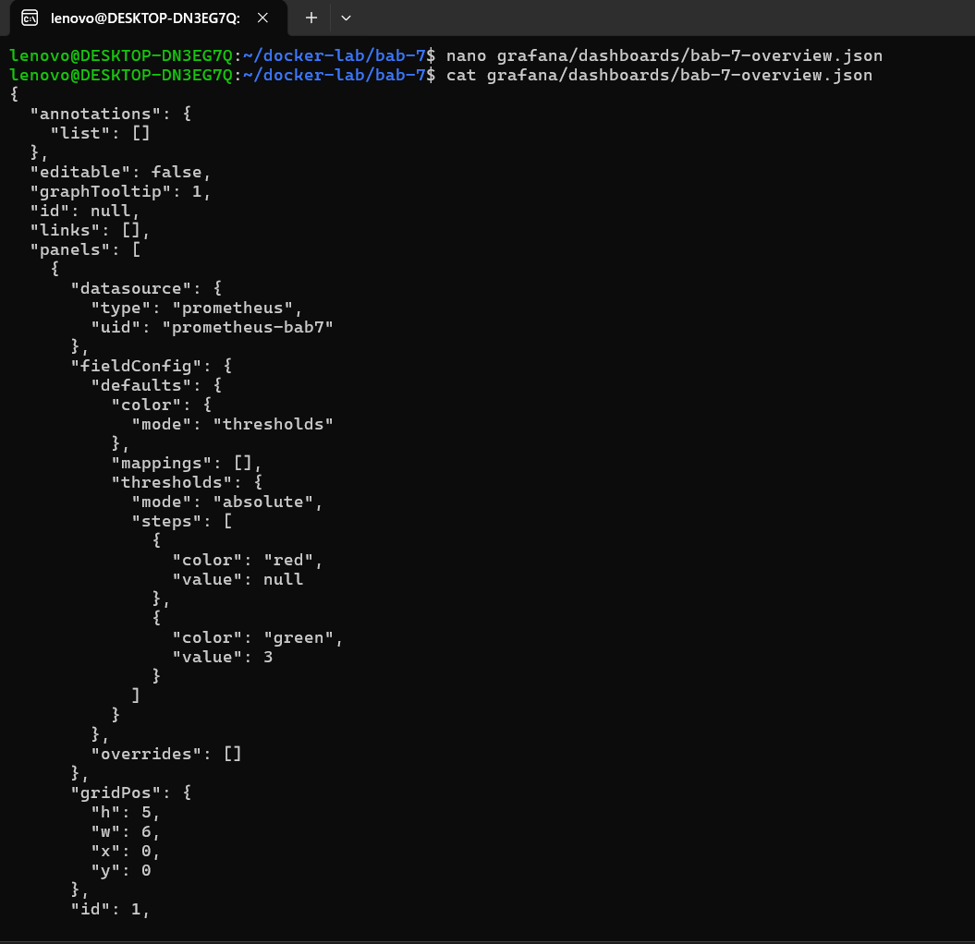 lenovo@DESKTOP-DN3EG7Q:
lenovo@DESKTOP-DN3EG7Q:~/docker-lab/bab-7$ nano grafana/dashboards/bab-7-overview.json
lenovo@DESKTOP-DN3EG7Q:~/docker-lab/bab-7$ cat grafana/dashboards/bab-7-overview.json
{
  "annotations": {
    "list": []
  },
  "editable": false,
  "graphTooltip": 1,
  "id": null,
  "links": [],
  "panels": [
    {
      "datasource": {
        "type": "prometheus",
        "uid": "prometheus-bab7"
      },
      "fieldConfig": {
        "defaults": {
          "color": {
            "mode": "thresholds"
          },
          "mappings": [],
          "thresholds": {
            "mode": "absolute",
            "steps": [
              {
                "color": "red",
                "value": null
              },
              {
                "color": "green",
                "value": 3
              }
            ]
          }
        },
        "overrides": []
      },
      "gridPos": {
        "h": 5,
        "w": 6,
        "x": 0,
        "y": 0
      },
      "id": 1,